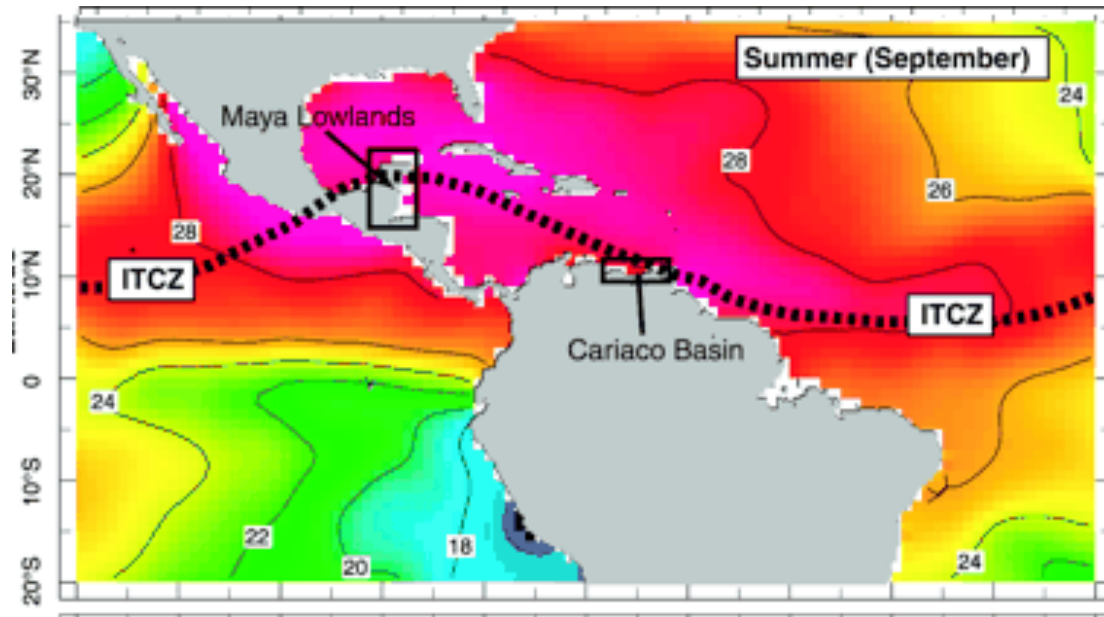 Summer (September)
30°N
24
Maya Lowlands
20°N
28
26
28
ITCZ
10°N
ITCZ
Cariaco Basin
0
24
10°S
22
20
18
24
20°S